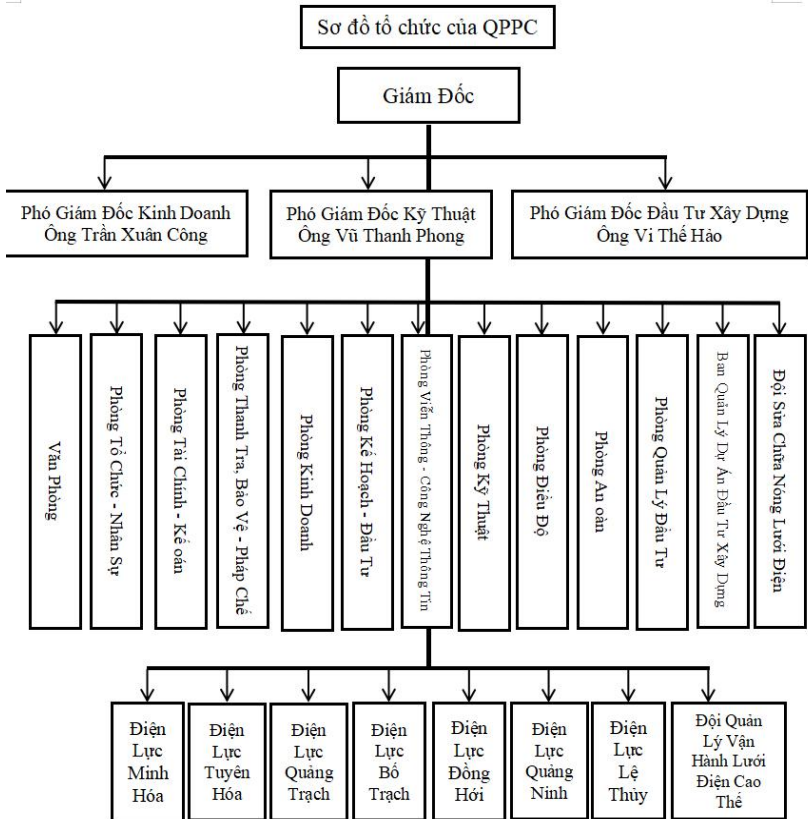 Sơ đồ tổ chức của QPPC
Giám Đốc
Phó Giám Đốc Kinh Doanh
Ông Trần Xuân Công
Phó Giám Đốc Kỹ Thuật
Ông Vũ Thanh Phong
Phó Giám Đốc Đầu Tư Xây Dựng
Ông Vi Thế Hảo
Văn Phòng
Phòng Tổ Chức - Nhân Sự
Phòng Tài Chính - Kế oán
Phòng Thanh Tra, Bảo Vệ - Pháp Chế
Phòng Kinh Doanh
Phòng Kế Hoạch - Đầu Tư
Phòng Viễn Thông - Công Nghệ Thông Tin
Phòng Kỹ Thuật
Phòng Điều Độ
Phòng An oàn
Phòng Quản Lý Đầu Tư
Ban Quản Lý Dự Án Đầu Tư Xây Dựng
Đội Sửa Chữa Nóng Lưới Điện
Điện
Lực
Minh
Hóa
Điện
Lực
Tuyên
Hóa
Điện
Lực
Quảng
Trạch
Điện
Lực
Bố
Trạch
Điện
Lực
Đồng
Hới
Điện
Lực
Quảng
Ninh
Điện
Lực
Lệ
Thủy
Đội Quản
Lý Vận
Hành Lưới
Điện Cao
Thế